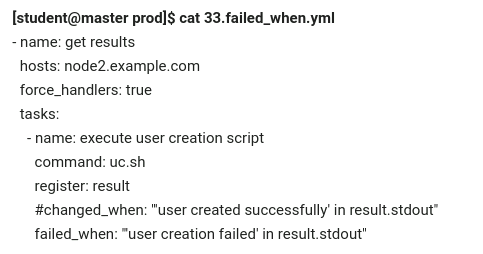 [student@master prod]$ cat 33.failed_when.yml
- name: get results
hosts: node2.example.com
force_handlers: true
tasks:
- name: execute user creation script
command: uc.sh
register: result
#changed_when: "'user created successfully' in result.stdout"
failed_when: "'user creation failed' in result.stdout"